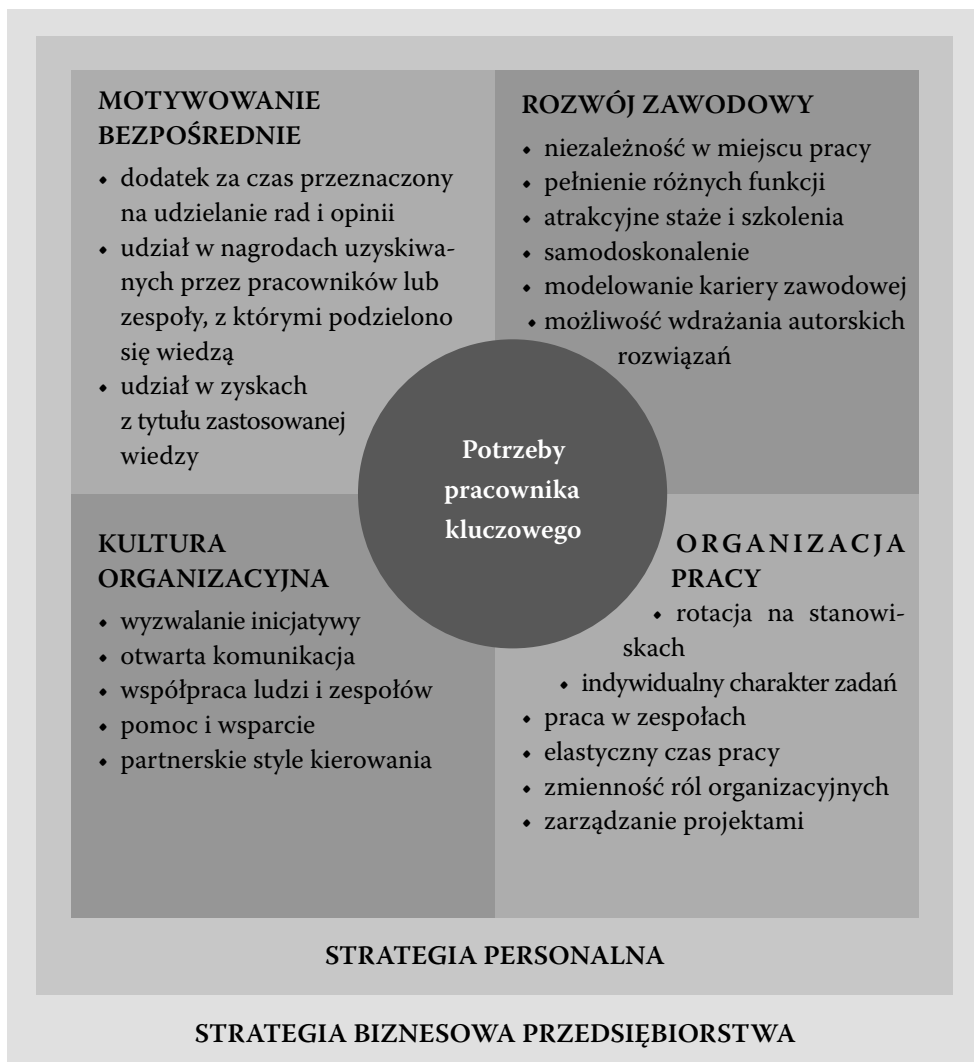 MOTYWOWANIE
BEZPOŚREDNIE
• dodatek za czas przeznaczony
na udzielanie rad i opinii
• udział w nagrodach uzyskiwa-
nych przez pracowników lub
zespoły, z którymi podzielono
się wiedzą
• udział w zyskach
z tytułu zastosowanej
wiedzy
ROZWÓJ ZAWODOWY
• niezależność w miejscu pracy
• pełnienie różnych funkcji
• atrakcyjne staże i szkolenia
• samodoskonalenie
• modelowanie kariery zawodowej
• możliwość wdrażania autorskich
rozwiązań
Potrzeby
pracownika
kluczowego
KULTURA
ORGANIZACYJNA
• wyzwalanie inicjatywy
• otwarta komunikacja
• współpraca ludzi i zespołów
• pomoc i wsparcie
• partnerskie style kierowania
ORGANIZACJA
PRACY
• rotacja na stanowi-
skach
• indywidualny charakter zadań
• praca w zespołach
• elastyczny czas pracy
• zmienność ról organizacyjnych
• zarządzanie projektami
STRATEGIA PERSONALNA
STRATEGIA BIZNESOWA PRZEDSIĘBIORSTWA